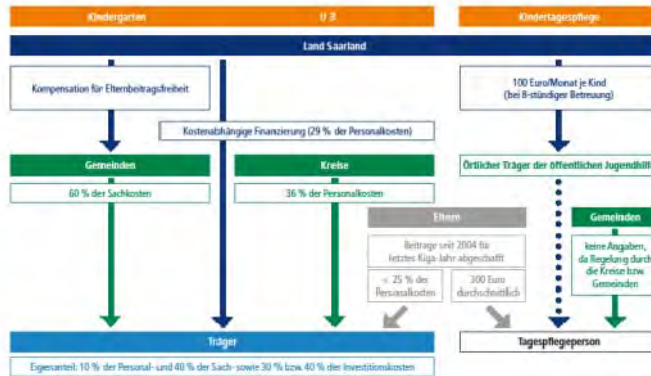 Kindergarten
U 3
Kindertagespflege
Land Saarland
Kompensation für Elternbeitragsfreiheit
100 Euro/Monat je Kind
(bei 8-stündiger Betreuung)
Kostenabhängige Finanzierung (29 % der Personalkosten)
Gemeinden
Kreise
Örtlicher Träger der öffentlichen Jugendhilfe
60 % der Sachkosten
36 % der Personalkosten
Eltern
Gemeinden
Beiträge seit 2004 für
letztes Kiga-Jahr abgeschafft
keine Angaben,
da Regelung durch
die Kreise bzw.
Gemeinden
< 25 % der
Personalkosten
300 Euro
durchschnittlich
Träger
Tagespflegeperson
Eigenanteil: 10 % der Personal- und 40 % der Sach- sowie 30 % bzw. 40 % der Investitionskosten